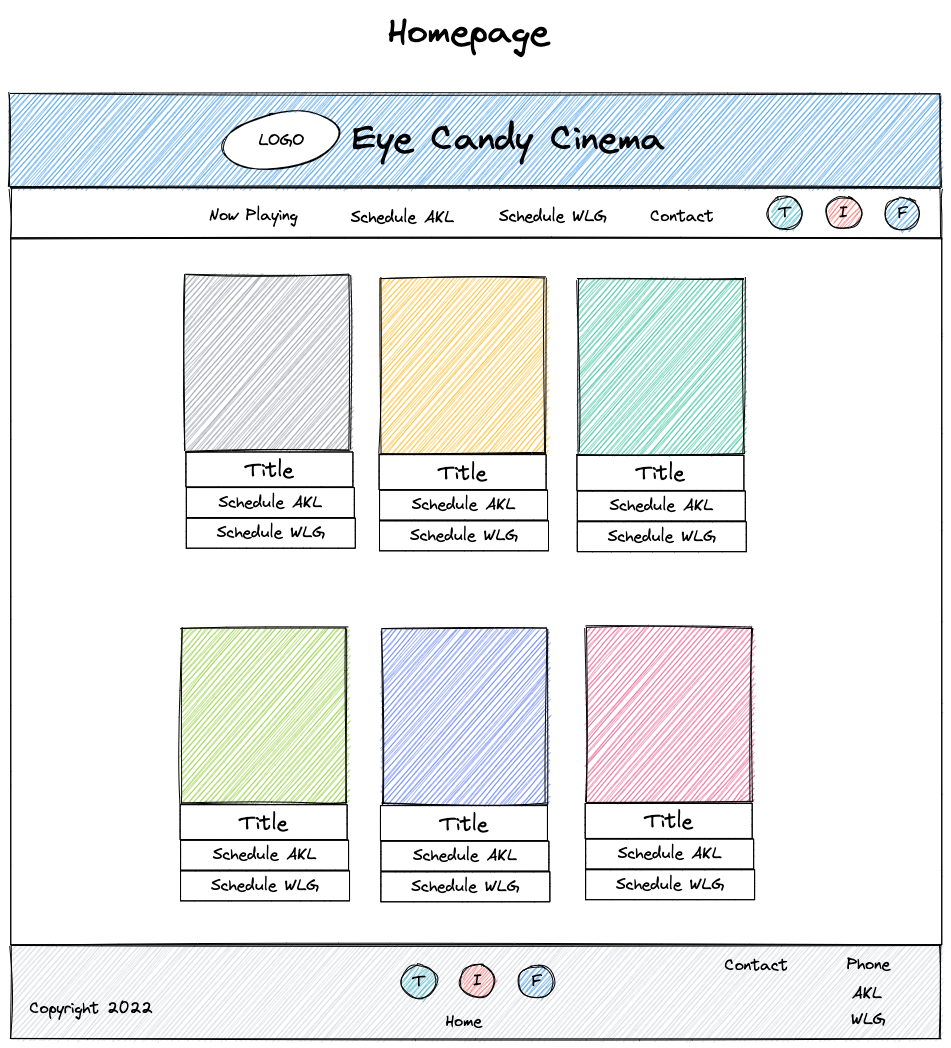 Homepage
LOGO Eye Candy Cinema
Now Playing Schedule AKL Schedule WLG Contact T I F
Title Title Title
Schedule AKL Schedule AKL Schedule AKL
Schedule WLG Schedule WLG Schedule WLG
Title Title Title
Schedule AKL Schedule AKL Schedule AKL
Schedule WLG Schedule WLG Schedule WLG
Contact Phone
T I F
AKL
Copyright 2022
Home
WLG